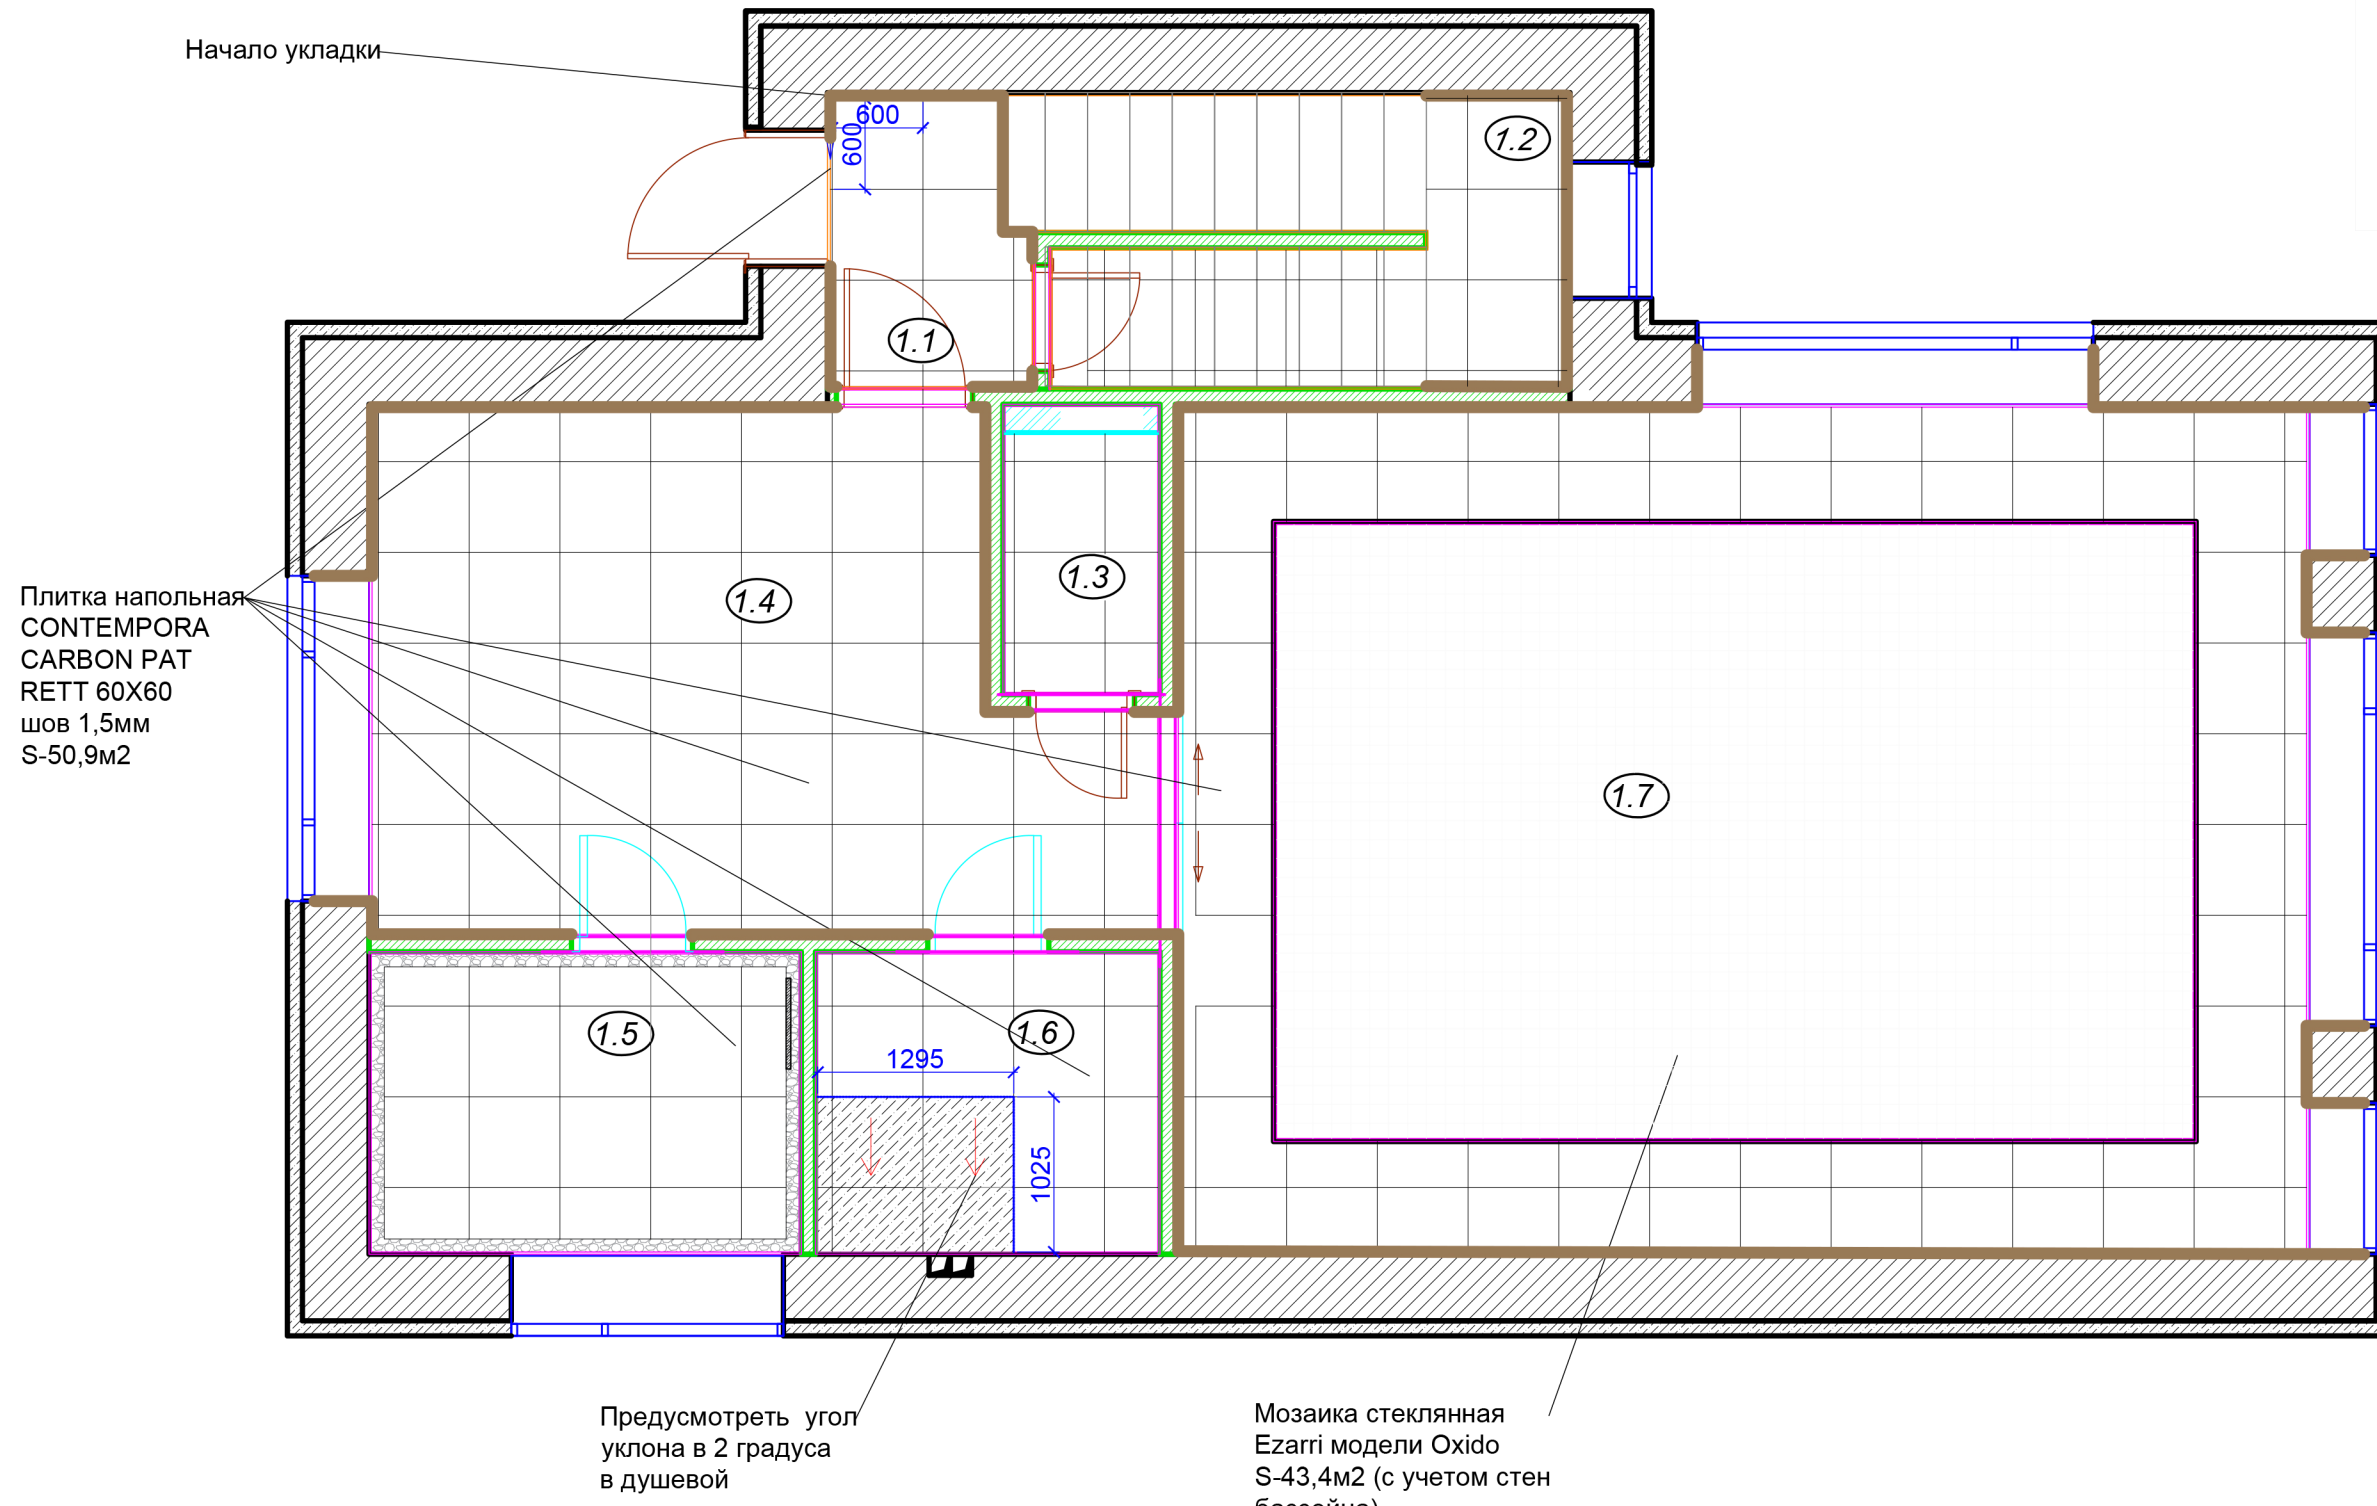 Начало укладки
600
600
1.2
1.1
1.4
1.3
Плитка напольная
CONTEMPORA
CARBON PAT
RETT 60X60
шов 1,5мм
S-50,9м2
1.7
1.5
1.6
1295
1025
Предусмотреть угол
уклона в 2 градуса
в душевой
Мозаика стеклянная
Ezarri модели Oxido
S-43,4м2 (с учетом стен